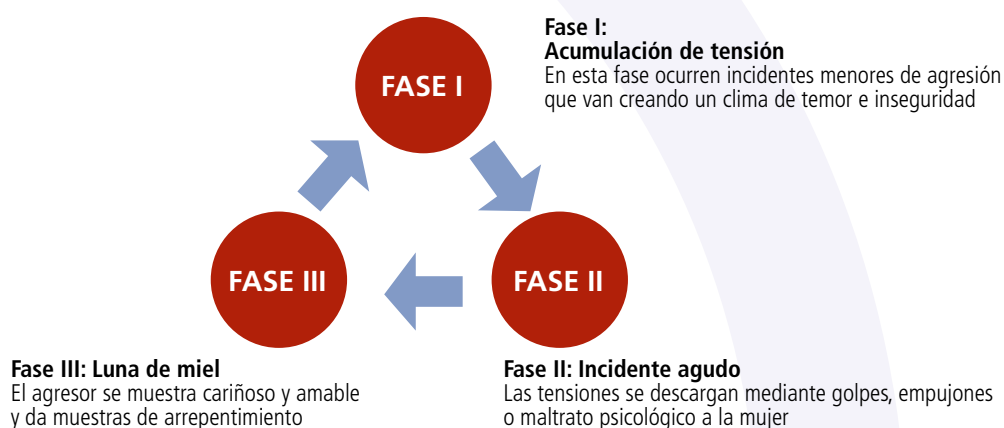 FASE I
Fase I:
Acumulación de tensión
En esta fase ocurren incidentes menores de agresión
que van creando un clima de temor e inseguridad
FASE III
FASE II
Fase III: Luna de miel
El agresor se muestra cariñoso y amable
y da muestras de arrepentimiento
Fase II: Incidente agudo
Las tensiones se descargan mediante golpes, empujones
o maltrato psicológico a la mujer